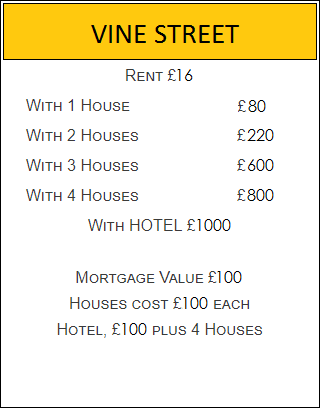 VINE STREET
Rent £16
With 1 House £80
With 2 Houses £220
With 3 Houses £600
With 4 Houses £800
With HOTEL £1000
Mortgage Value £100
Houses cost £100 each
Hotel, £100 plus 4 Houses